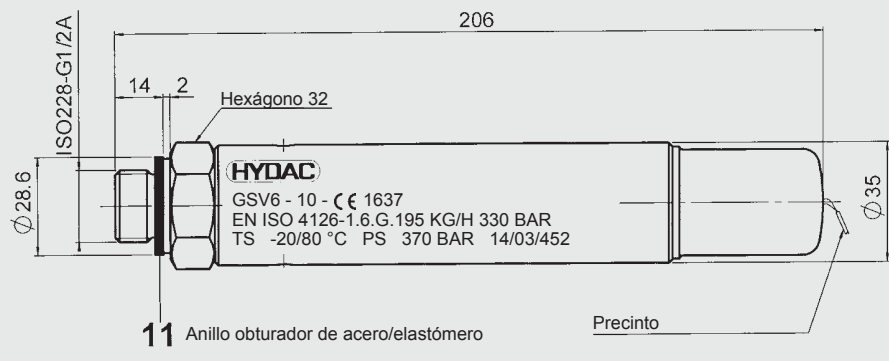 206
ISO228-G1/2A
14
2
Hexágono 32
Ø28.6
HYDAC
GSV6 - 10 - CE 1637
EN ISO 4126-1.6.G.195 KG/H 330 BAR
TS -20/80 °C PS 370 BAR 14/03/452
Ø35
11 Anillo obturador de acero/elastómero
Precinto